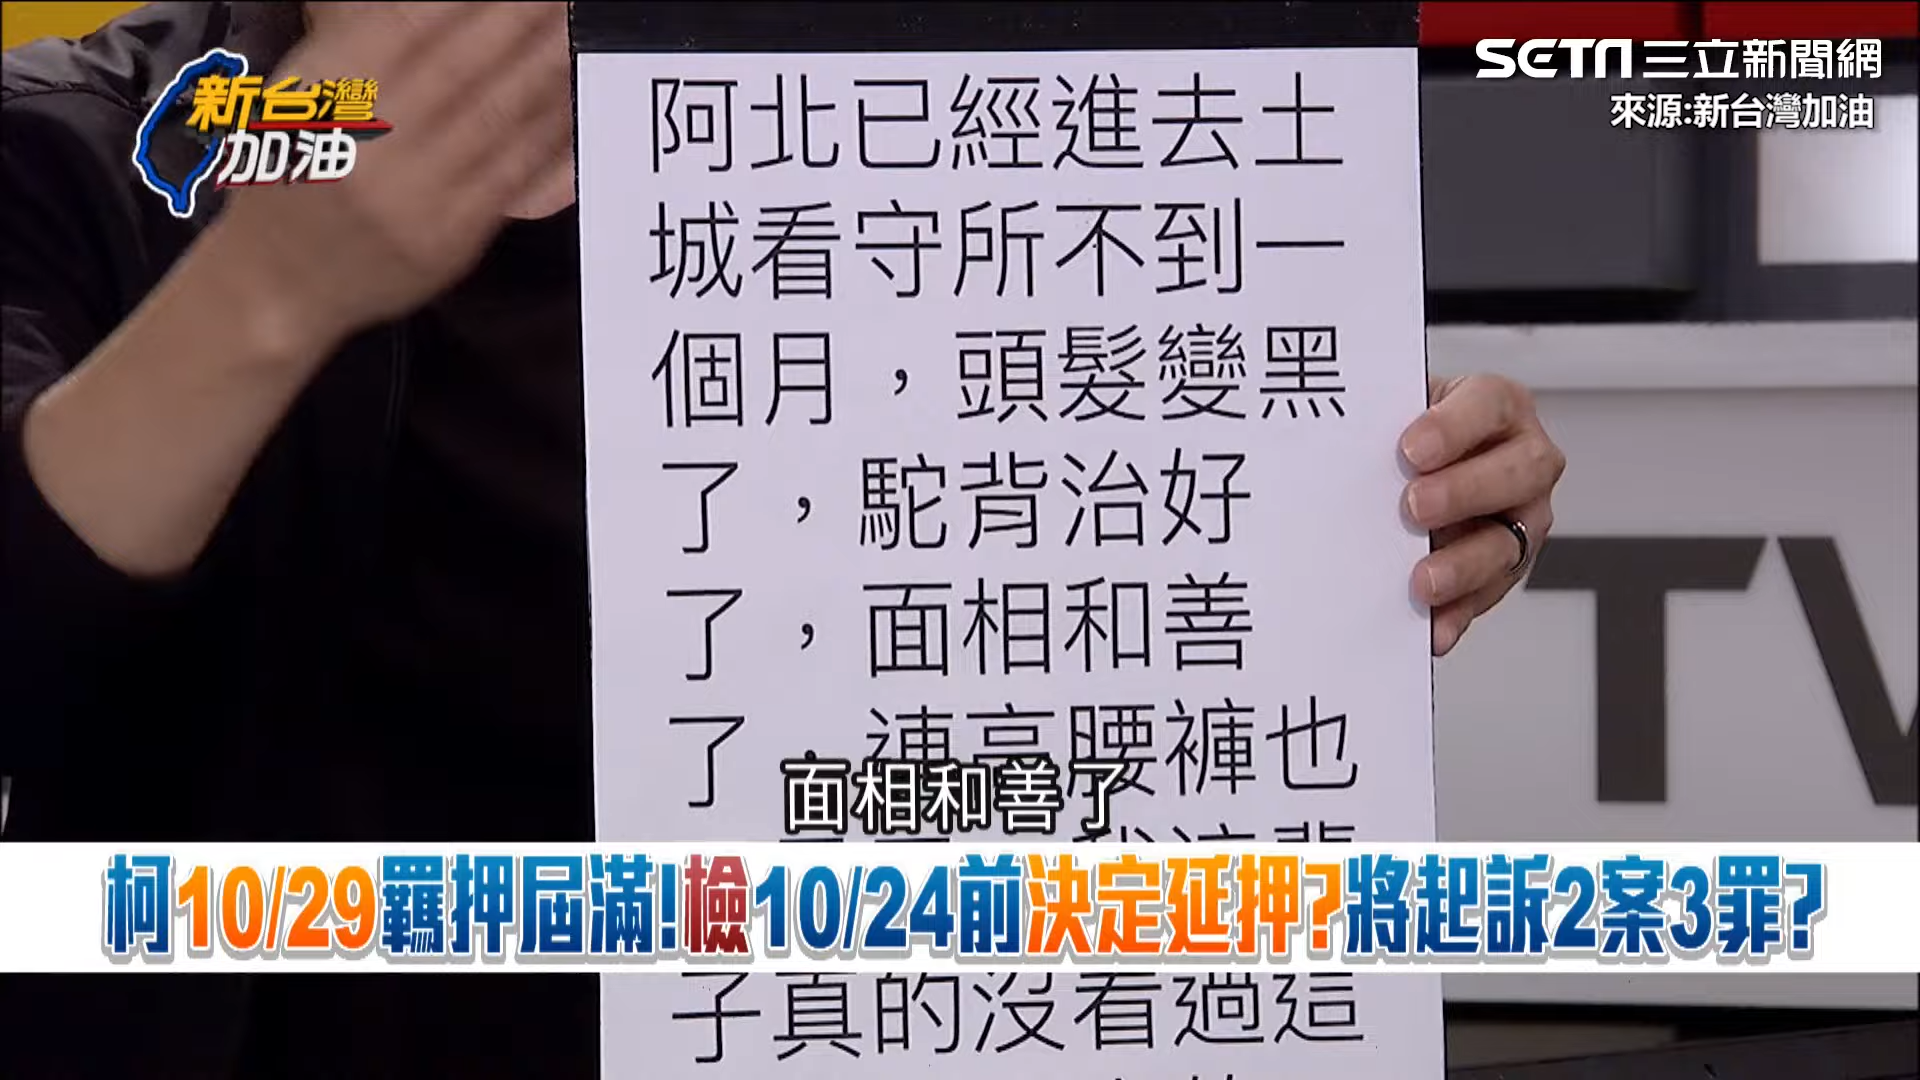 新台灣
加油
SETN三立新聞網
來源:新台灣加油
阿北已經進去土
城看守所不到一
個月，頭髮變黑
了，駝背治好
了，面相和善
了，連高腰褲也
面相和善了
柯10/29羈押屆滿!檢10/24前決定延押?將起訴2案3罪?
子真的沒看過這
TV